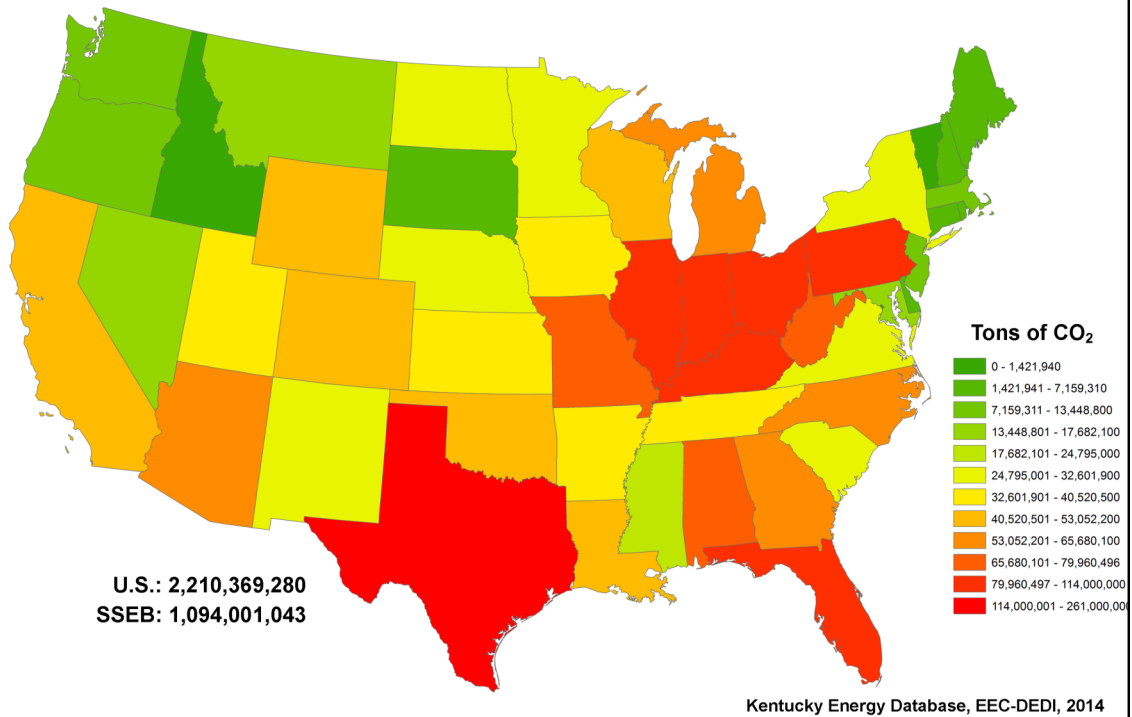 Tons of CO₂
0 - 1,421,940
1,421,941 - 7,159,310
7,159,311 - 13,448,800
13,448,801 - 17,682,100
17,682,101 - 24,795,000
24,795,001 - 32,601,900
32,601,901 - 40,520,500
40,520,501 - 53,052,200
53,052,201 - 65,680,100
65,680,101 - 79,960,496
79,960,497 - 114,000,000
114,000,001 - 261,000,000
U.S.: 2,210,369,280
SSEB: 1,094,001,043
Kentucky Energy Database, EEC-DEDI, 2014